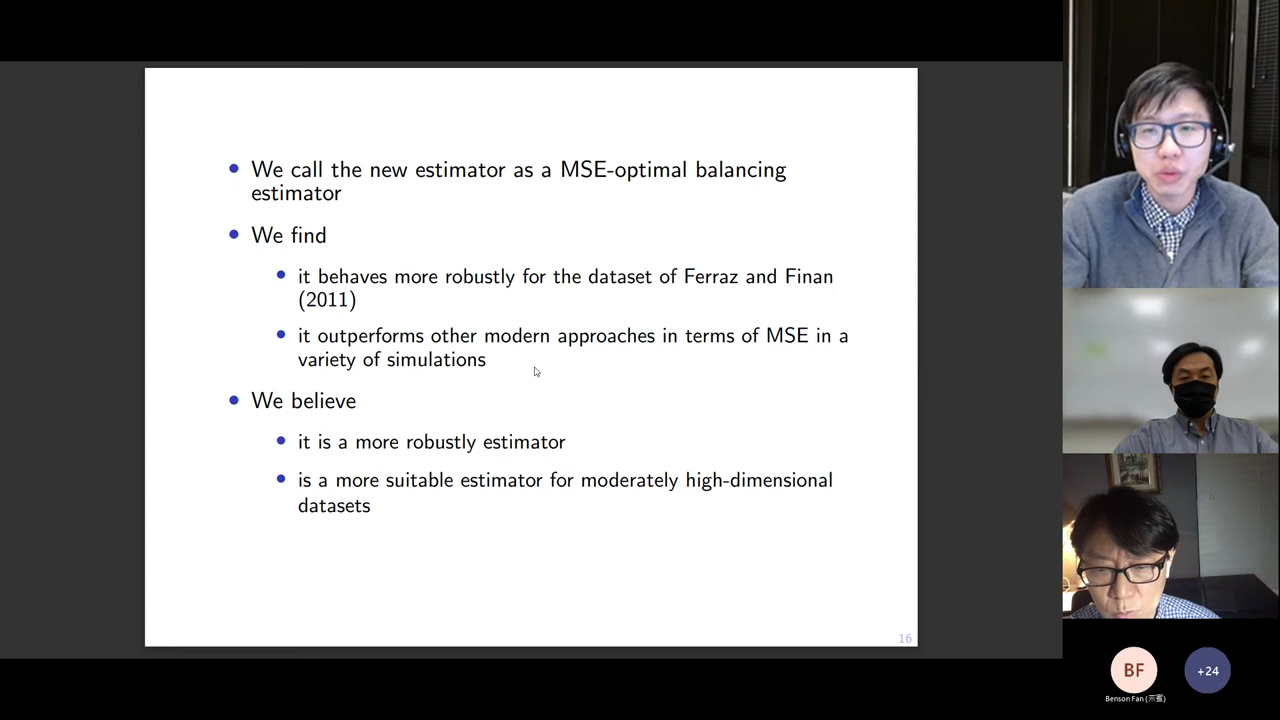 We call the new estimator as a MSE-optimal balancing
estimator
We find
it behaves more robustly for the dataset of Ferraz and Finan
(2011)
it outperforms other modern approaches in terms of MSE in a
variety of simulations
We believe
it is a more robustly estimator
is a more suitable estimator for moderately high-dimensional
datasets
16
BF
+24
Benson Fan